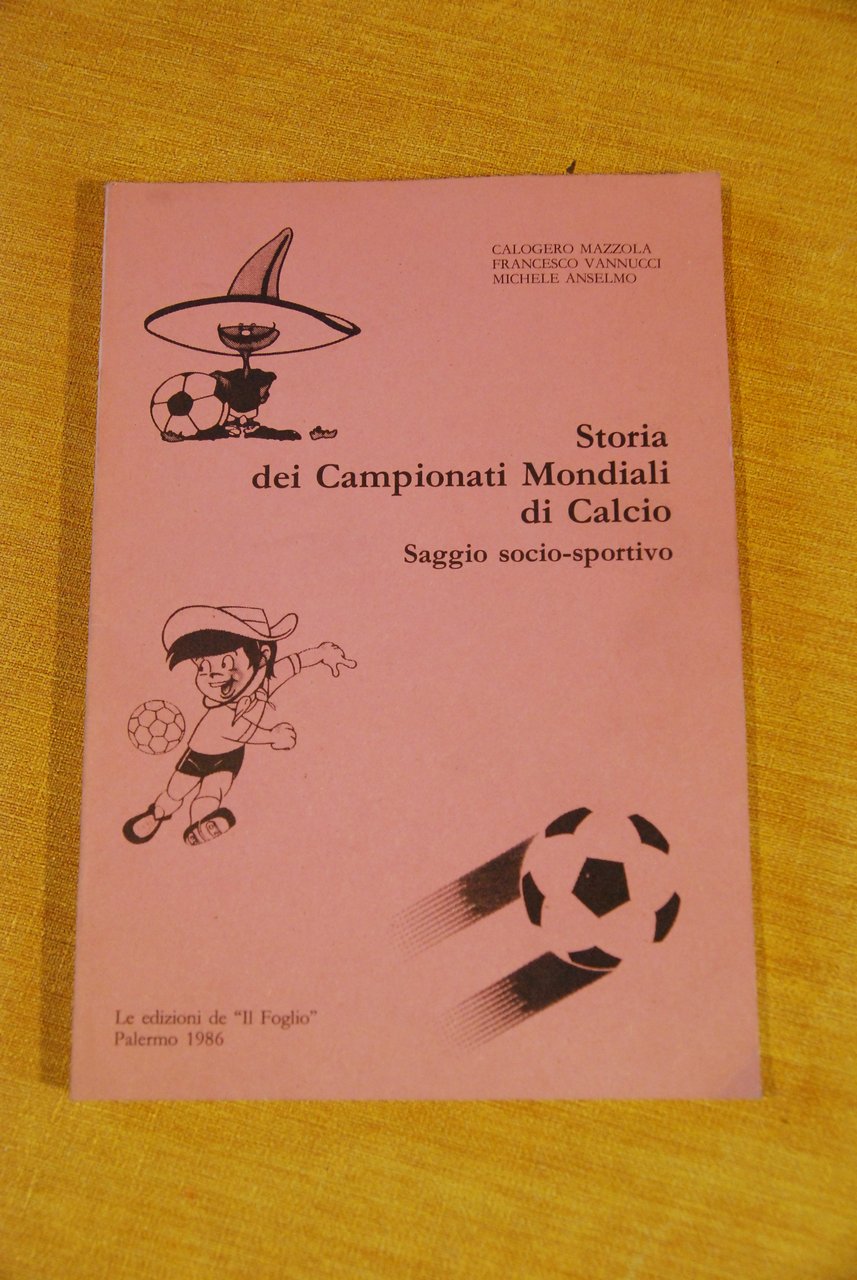 CALOGERO MAZZOLA
FRANCESCO VANNUCCI
MICHELE ANSELMO
Storia
dei Campionati Mondiali
di Calcio
Saggio socio-sportivo
Le edizioni de "Il Foglio"
Palermo 1986